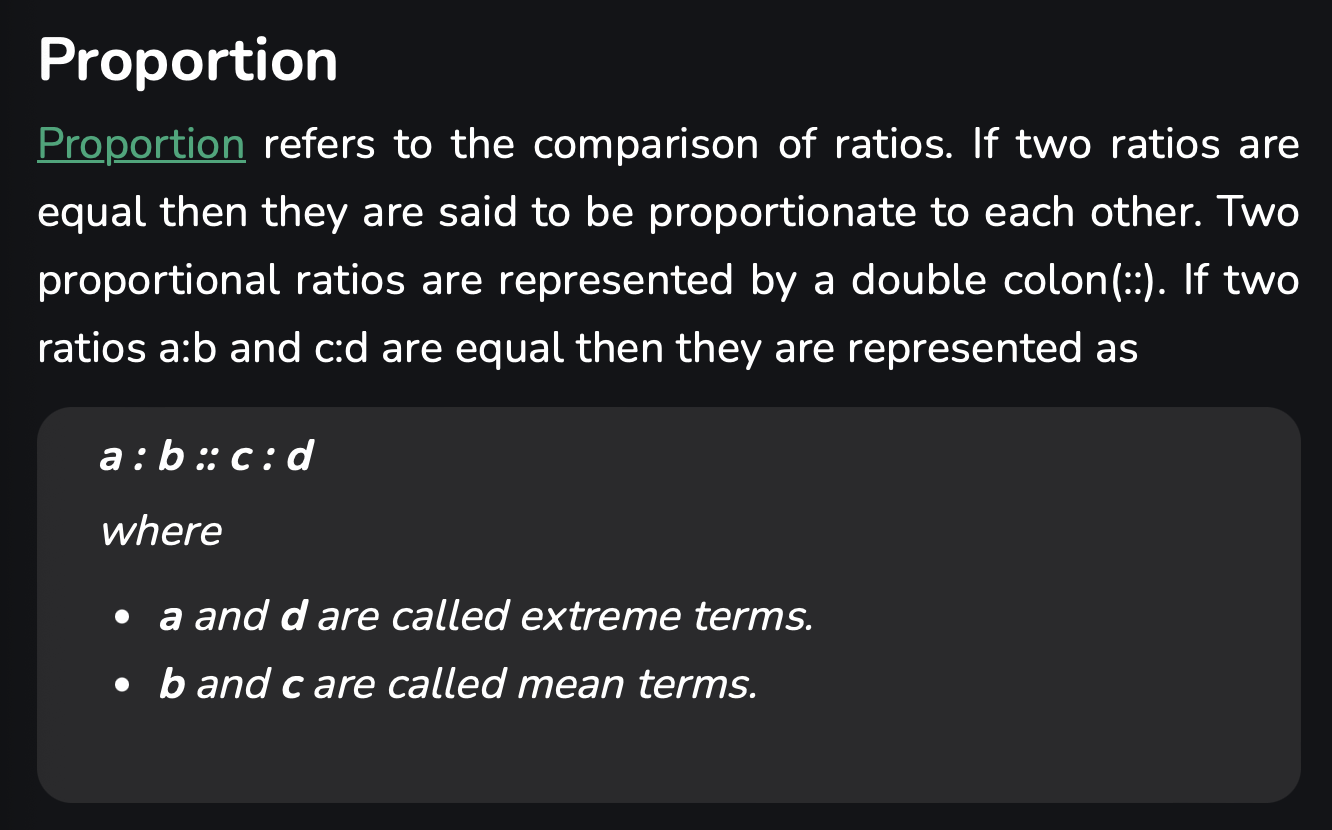 Proportion
Proportion refers to the comparison of ratios. If two ratios are
equal then they are said to be proportionate to each other. Two
proportional ratios are represented by a double colon(::). If two
ratios a:b and c:d are equal then they are represented as
a : b :: c : d
where
• a and d are called extreme terms.
• b and c are called mean terms.